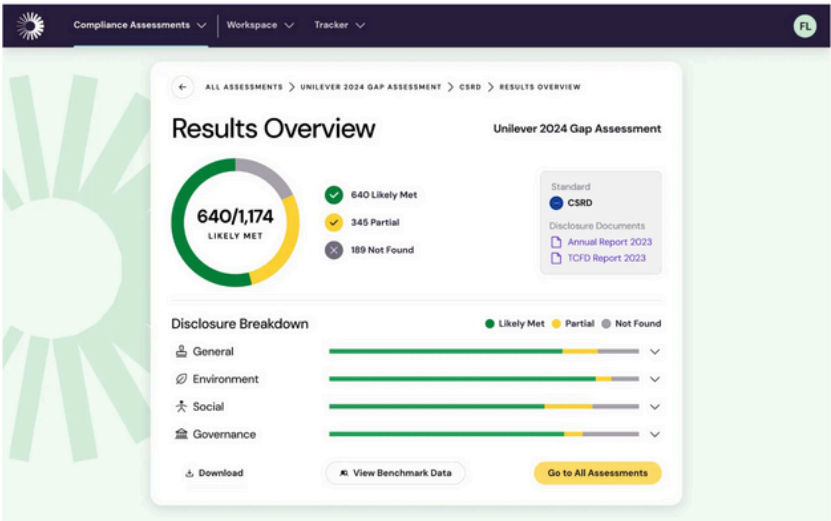 Compliance Assessments Workspace Tracker FL
ALL ASSESSMENTS > UNILEVER 2024 GAP ASSESSMENT > CSRD > RESULTS OVERVIEW
Results Overview
Unilever 2024 Gap Assessment
640/1,174
LIKELY MET
640 Likely Met
345 Partial
189 Not Found
Standard
CSRD
Disclosure Documents
Annual Report 2023
TCFD Report 2023
Disclosure Breakdown
Likely Met Partial Not Found
General
Environment
Social
Governance
Download
View Benchmark Data
Go to All Assessments